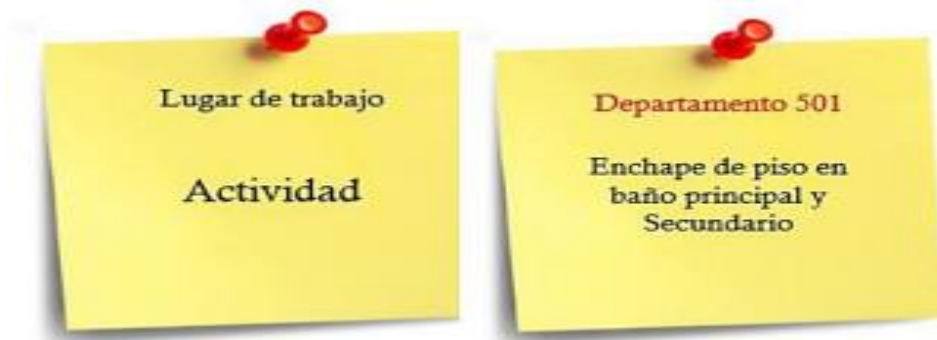 Lugar de trabajo
Actividad
Departamento 501
Enchape de piso en
baño principal y
Secundario